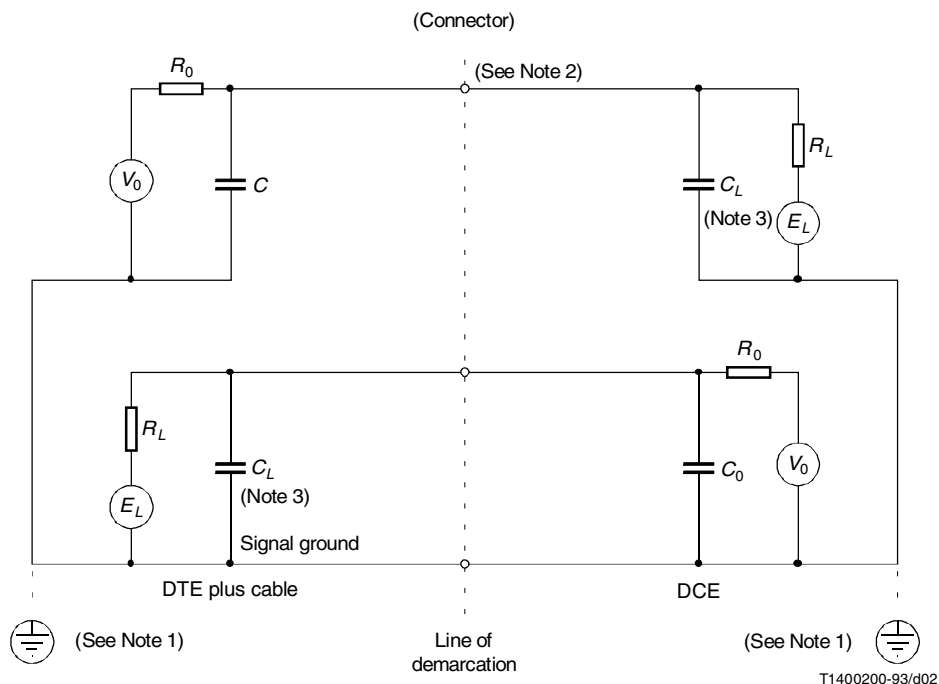 (Connector)
R0
(See Note 2)
V0
C
CL
(Note 3)
RL
EL
R0
RL
CL
(Note 3)
EL
C0
V0
Signal ground
DTE plus cable
DCE
(See Note 1)
Line of
demarcation
(See Note 1)
T1400200-93/d02